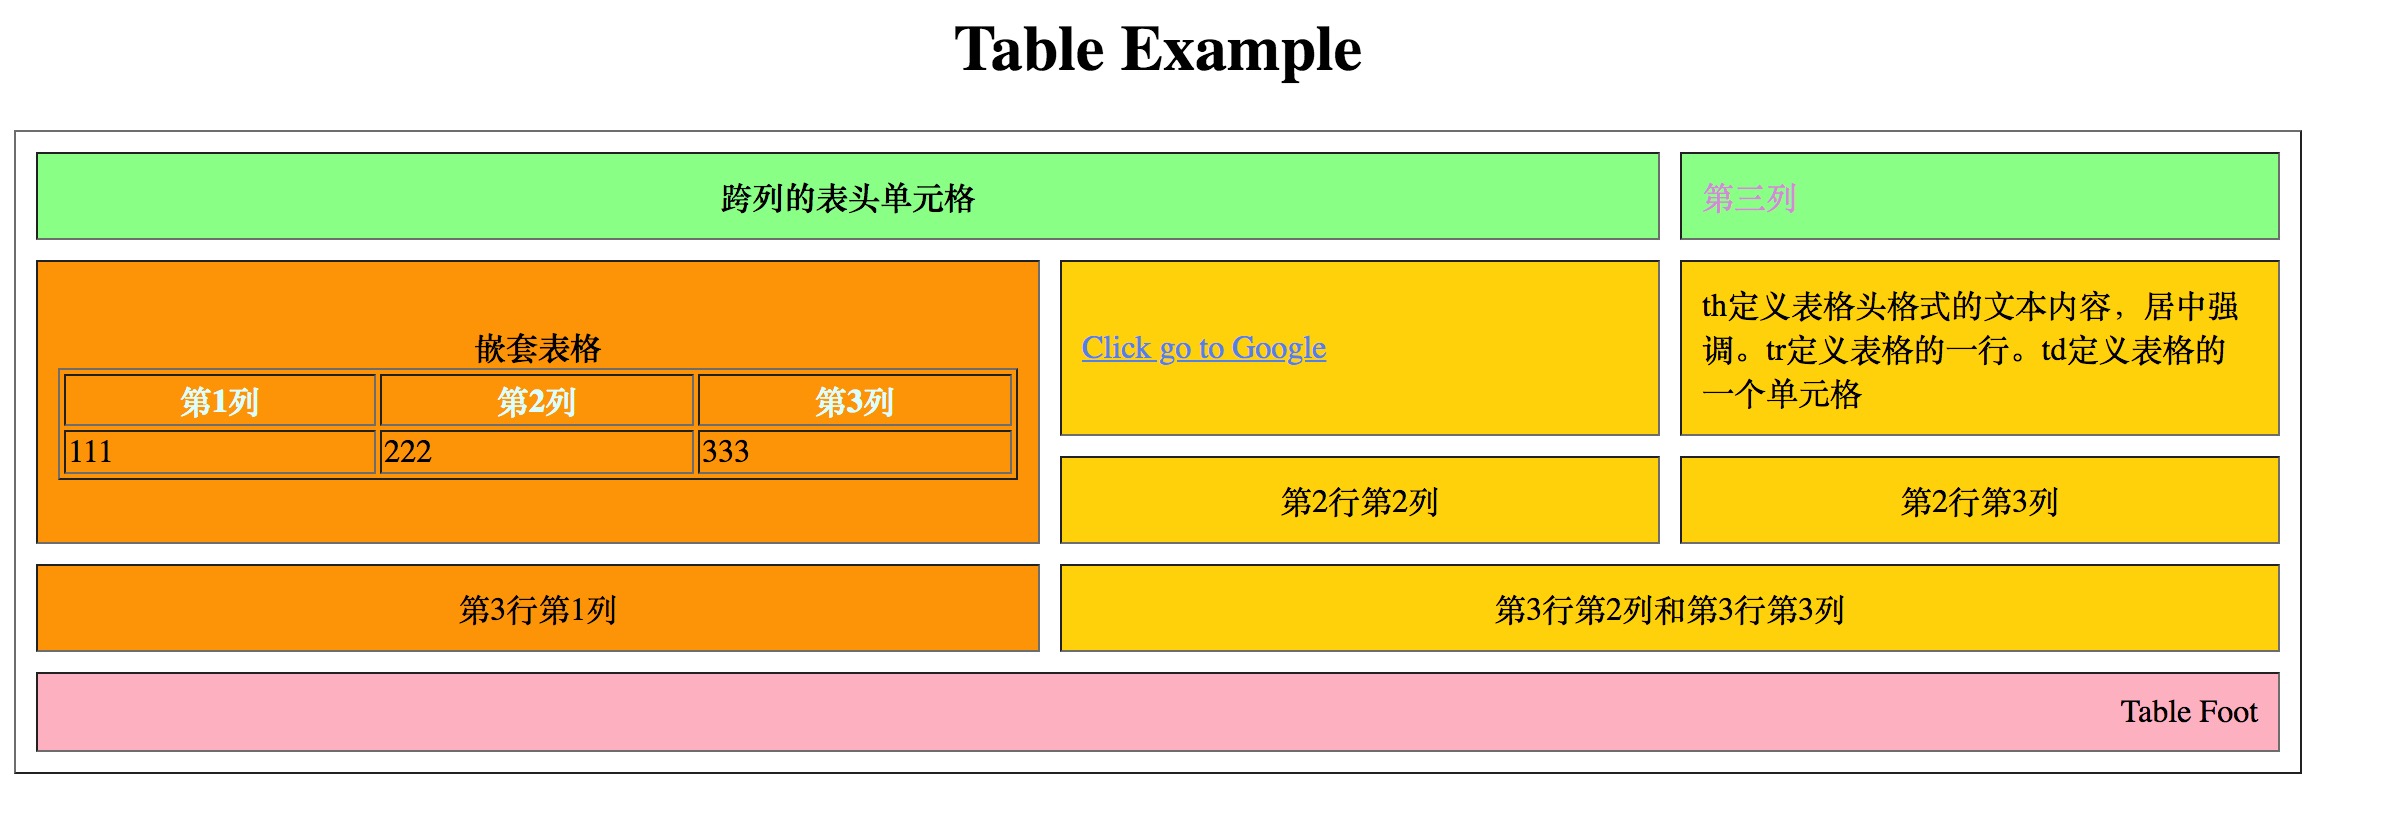 Table Example
跨列的表头单元格
第三列
嵌套表格
第1列 第2列 第3列
111 222 333
Click go to Google
th定义表格头格式的文本内容，居中强
调。tr定义表格的一行。td定义表格的
一个单元格
第2行第2列
第2行第3列
第3行第1列
第3行第2列和第3行第3列
Table Foot